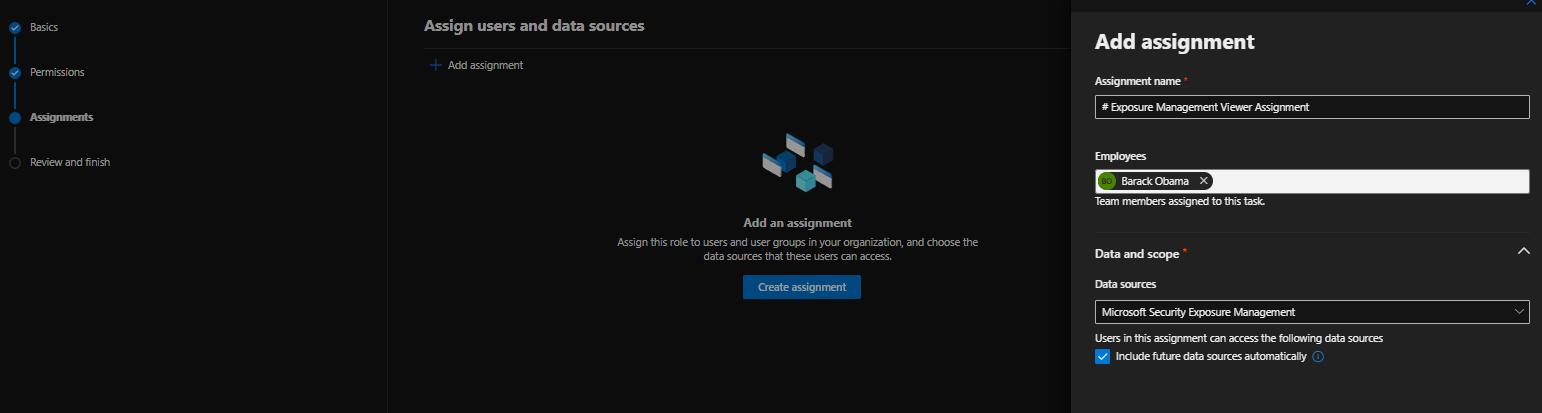 Basics
Permissions
Assignments
Review and finish
Assign users and data sources
Add assignment
Add an assignment
Assign this role to users and user groups in your organization, and choose the
data sources that these users can access.
Create assignment
Add assignment
Assignment name *
# Exposure Management Viewer Assignment
Employees
BO Barack Obama
Team members assigned to this task.
Data and scope *
Data sources
Microsoft Security Exposure Management
Users in this assignment can access the following data sources
Include future data sources automatically